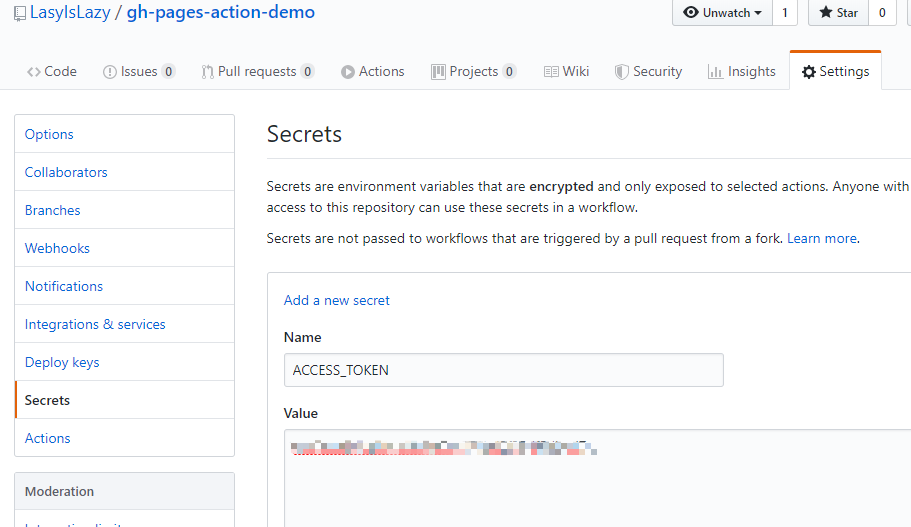 LasyIsLazy / gh-pages-action-demo
Unwatch 1 Star 0
Code Issues 0 Pull requests 0 Actions Projects 0 Wiki Security Insights Settings
Options
Collaborators
Branches
Webhooks
Notifications
Integrations & services
Deploy keys
Secrets
Actions
Moderation
Secrets
Secrets are environment variables that are encrypted and only exposed to selected actions. Anyone with
access to this repository can use these secrets in a workflow.
Secrets are not passed to workflows that are triggered by a pull request from a fork. Learn more.
Add a new secret
Name
ACCESS_TOKEN
Value